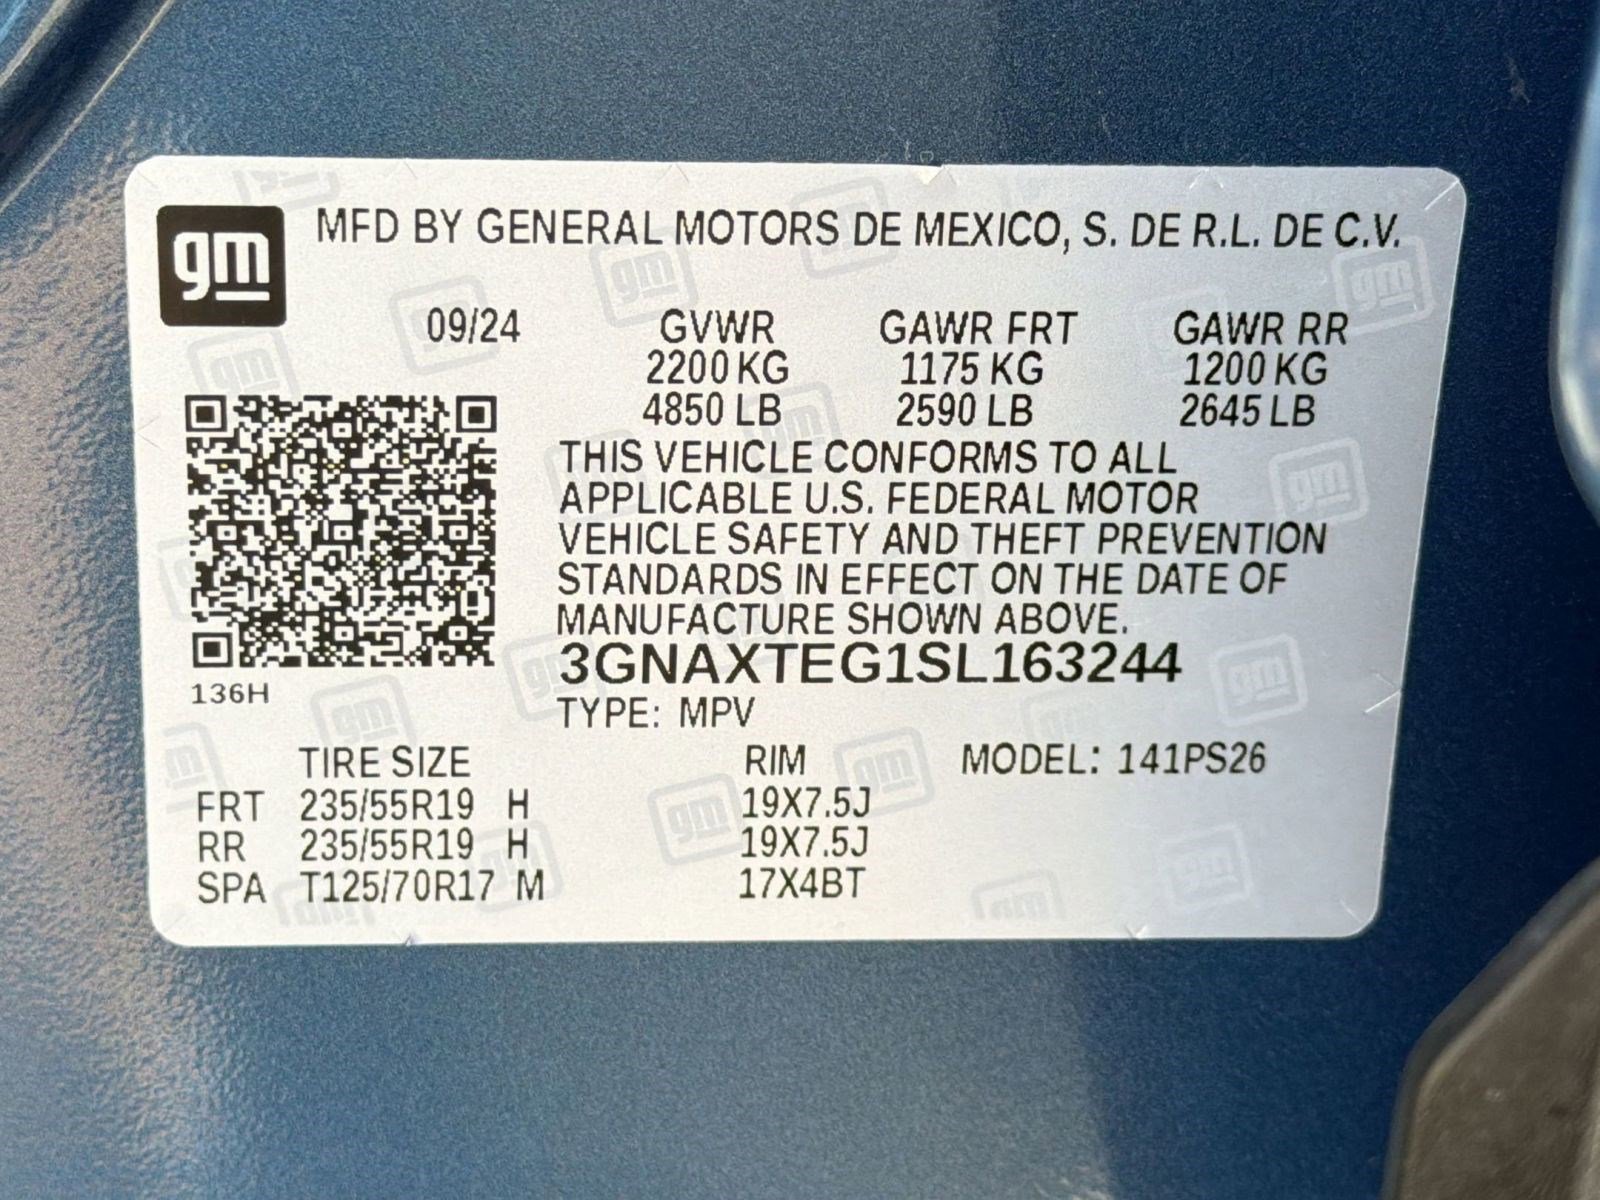 gm MFD BY GENERAL MOTORS DE MEXICO, S. DE R.L. DE C.V.
09/24 GVWR GAWR FRT GAWR RR
2200 KG 1175 KG 1200 KG
4850 LB 2590 LB 2645 LB
THIS VEHICLE CONFORMS TO ALL
APPLICABLE U.S. FEDERAL MOTOR
VEHICLE SAFETY AND THEFT PREVENTION
STANDARDS IN EFFECT ON THE DATE OF
MANUFACTURE SHOWN ABOVE.
3GNAXTEG1SL163244
136H
TYPE: MPV
TIRE SIZE RIM MODEL: 141PS26
FRT 235/55R19 H 19X7.5J
RR 235/55R19 H 19X7.5J
SPA T125/70R17 M 17X4BT